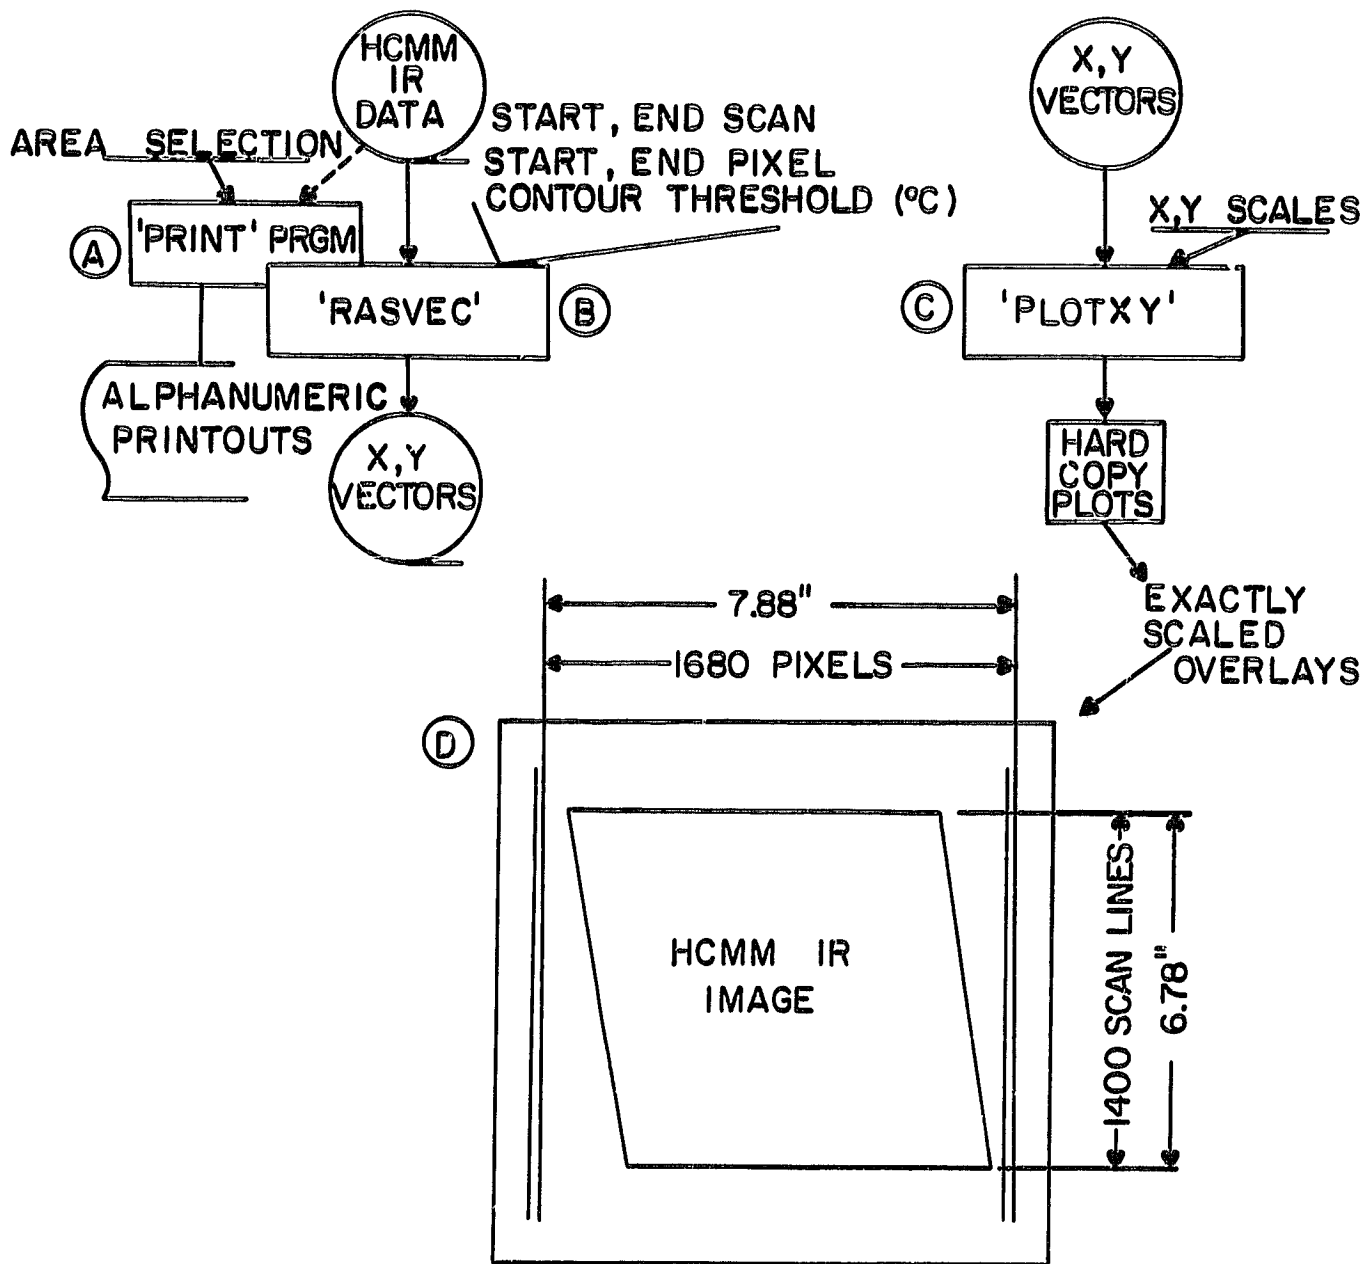 HCMM
IR
DATA
AREA SELECTION
START, END SCAN
START, END PIXEL
CONTOUR THRESHOLD (°C)
A
'PRINT' PRGM
'RASVEC'
B
ALPHANUMERIC
PRINTOUTS
X,Y
VECTORS
X,Y
VECTORS
X,Y SCALES
C
'PLOTXY'
HARD
COPY
PLOTS
EXACTLY
SCALED
OVERLAYS
7.88"
1680 PIXELS
D
HCMM IR
IMAGE
1400 SCAN LINES
6.78"